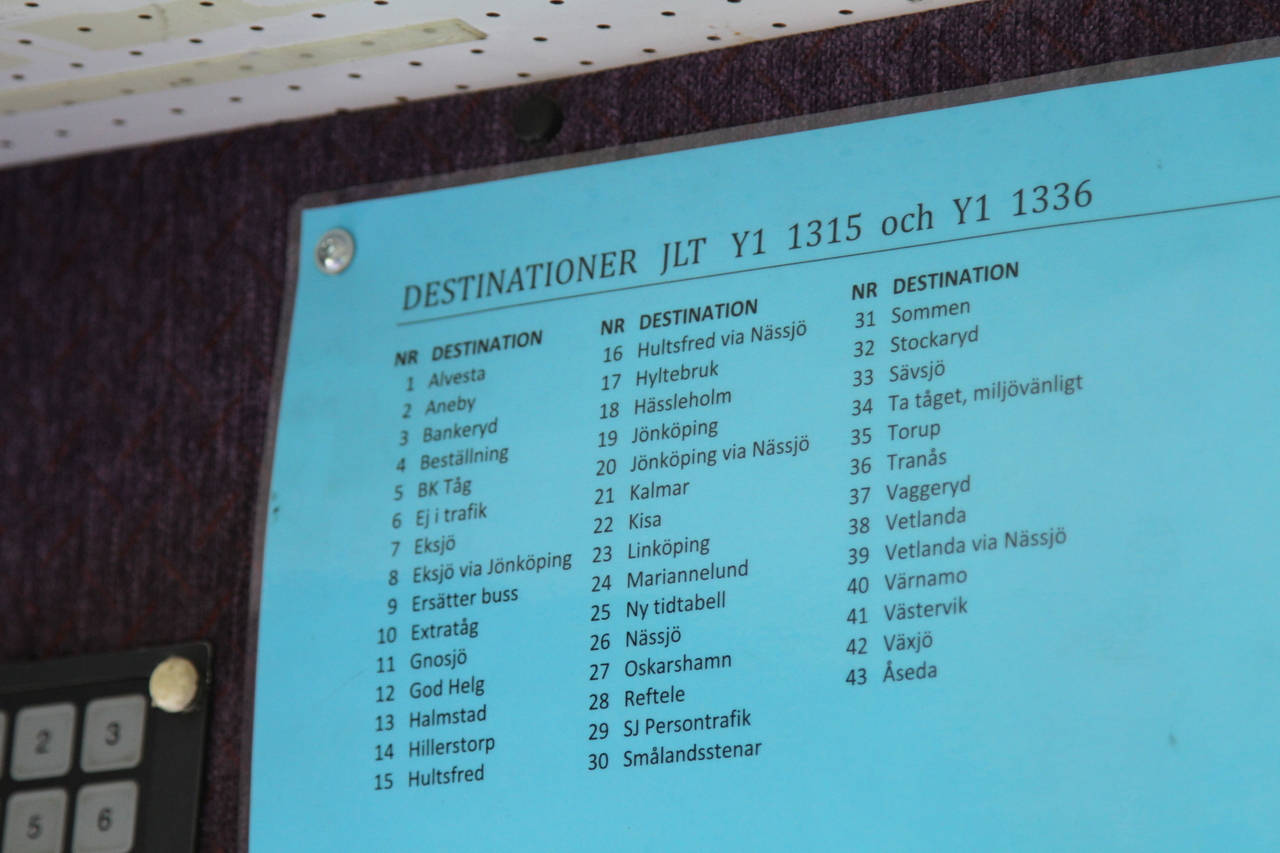 DESTINATIONER JLT Y1 1315 och Y1 1336
NR DESTINATION
1 Alvesta
2 Aneby
3 Bankeryd
4 Beställning
5 BK Tåg
6 Ej i trafik
7 Eksjö
8 Eksjö via Jönköping
9 Ersätter buss
10 Extratåg
11 Gnosjö
12 God Helg
13 Halmstad
14 Hillerstorp
15 Hultsfred
NR DESTINATION
16 Hultsfred via Nässjö
17 Hyltebruk
18 Hässleholm
19 Jönköping
20 Jönköping via Nässjö
21 Kalmar
22 Kisa
23 Linköping
24 Mariannelund
25 Ny tidtabell
26 Nässjö
27 Oskarshamn
28 Reftele
29 SJ Persontrafik
30 Smålandsstenar
NR DESTINATION
31 Sommen
32 Stockaryd
33 Sävsjö
34 Ta tåget, miljövänligt
35 Torup
36 Tranås
37 Vaggeryd
38 Vetlanda
39 Vetlanda via Nässjö
40 Värnamo
41 Västervik
42 Växjö
43 Åseda
2 3
5 6